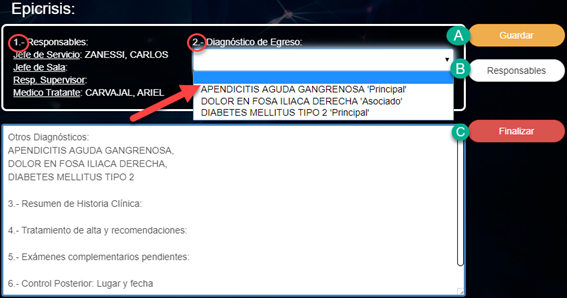 Epicrisis:
1.- Responsables:
Jefe de Servicio: ZANESSI, CARLOS
Jefe de Sala:
Resp. Supervisor:
Medico Tratante: CARVAJAL, ARIEL
2.- Diagnóstico de Egreso:
APENDICITIS AGUDA GANGRENOSA 'Principal'
DOLOR EN FOSA ILIACA DERECHA 'Asociado'
DIABETES MELLITUS TIPO 2 'Principal'
A
Guardar
B
Responsables
C
Finalizar
Otros Diagnósticos:
APENDICITIS AGUDA GANGRENOSA,
DOLOR EN FOSA ILIACA DERECHA,
DIABETES MELLITUS TIPO 2
3.- Resumen de Historia Clínica:
4.- Tratamiento de alta y recomendaciones:
5.- Exámenes complementarios pendientes:
6.- Control Posterior: Lugar y fecha